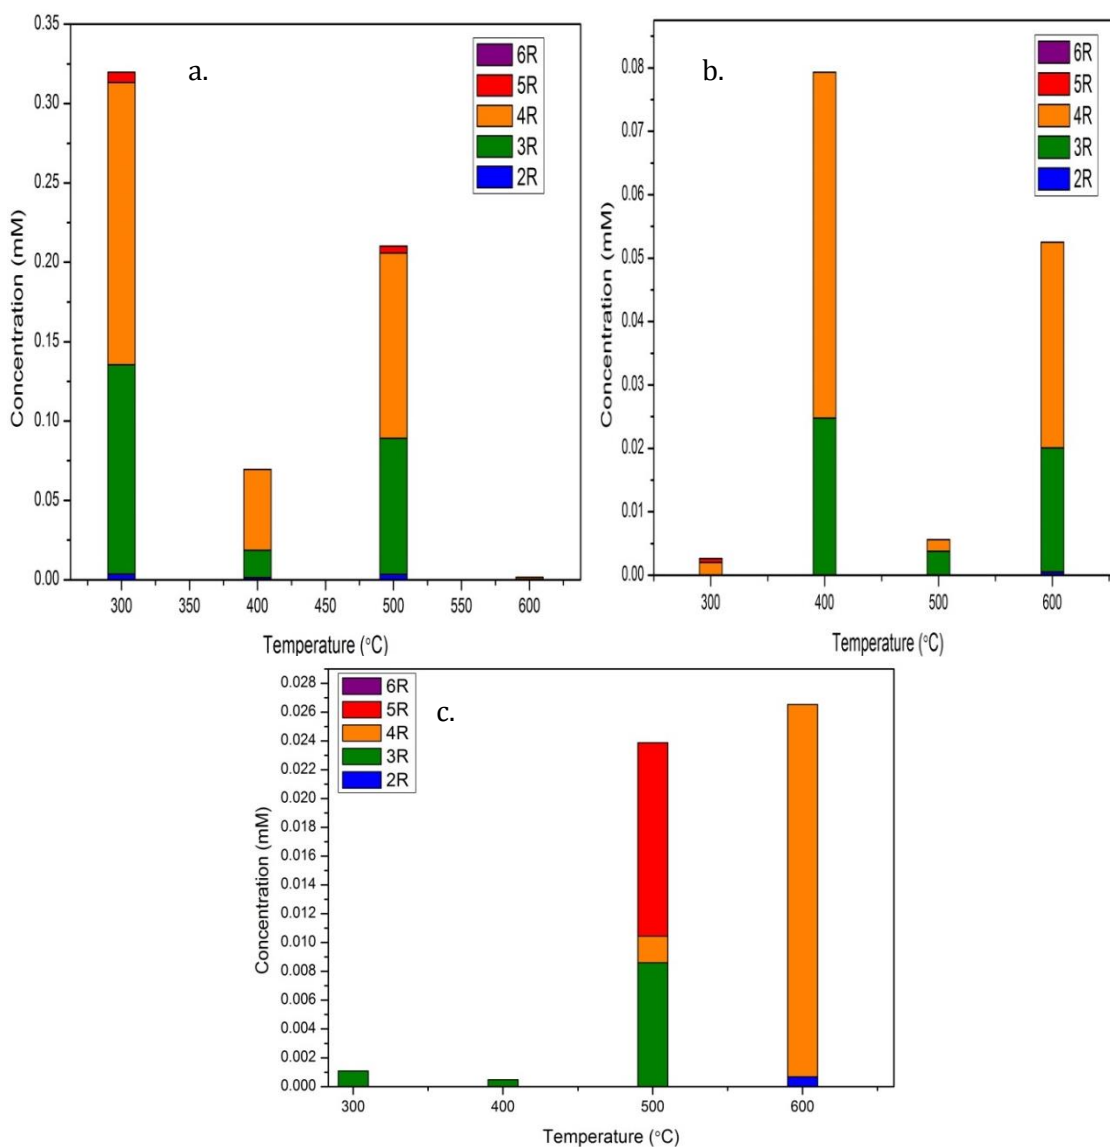 a.
6R
5R
4R
3R
2R
0.35
0.30
0.25
0.20
0.15
0.10
0.05
0.00
Concentration (mM)
300 350 400 450 500 550 600
Temperature (°C)
b.
6R
5R
4R
3R
2R
0.08
0.07
0.06
0.05
0.04
0.03
0.02
0.01
0.00
Concentration (mM)
300 400 500 600
Temperature (°C)
c.
6R
5R
4R
3R
2R
0.028
0.026
0.024
0.022
0.020
0.018
0.016
0.014
0.012
0.010
0.008
0.006
0.004
0.002
0.000
Concentration (mM)
300 400 500 600
Temperature (°C)